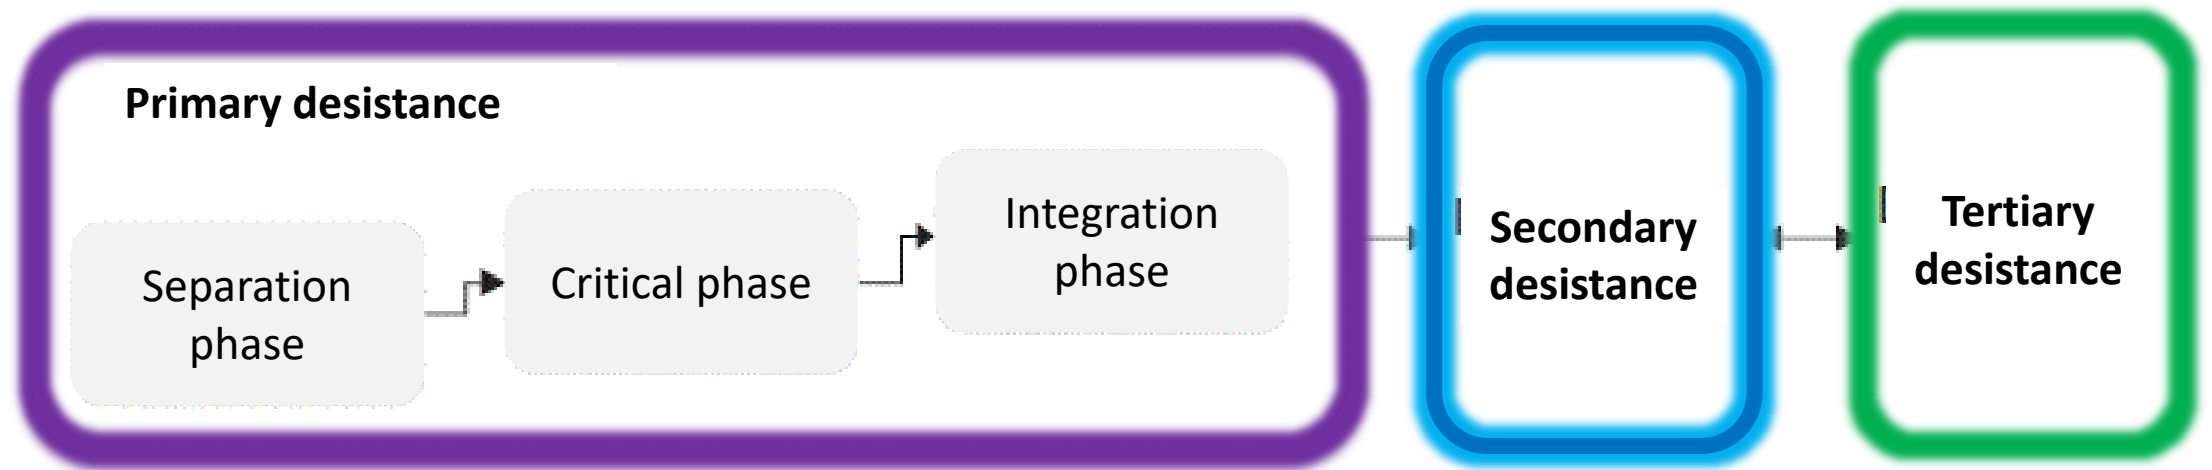 Primary desistance
Separation
phase
Critical phase
Integration
phase
Secondary
desistance
Tertiary
desistance